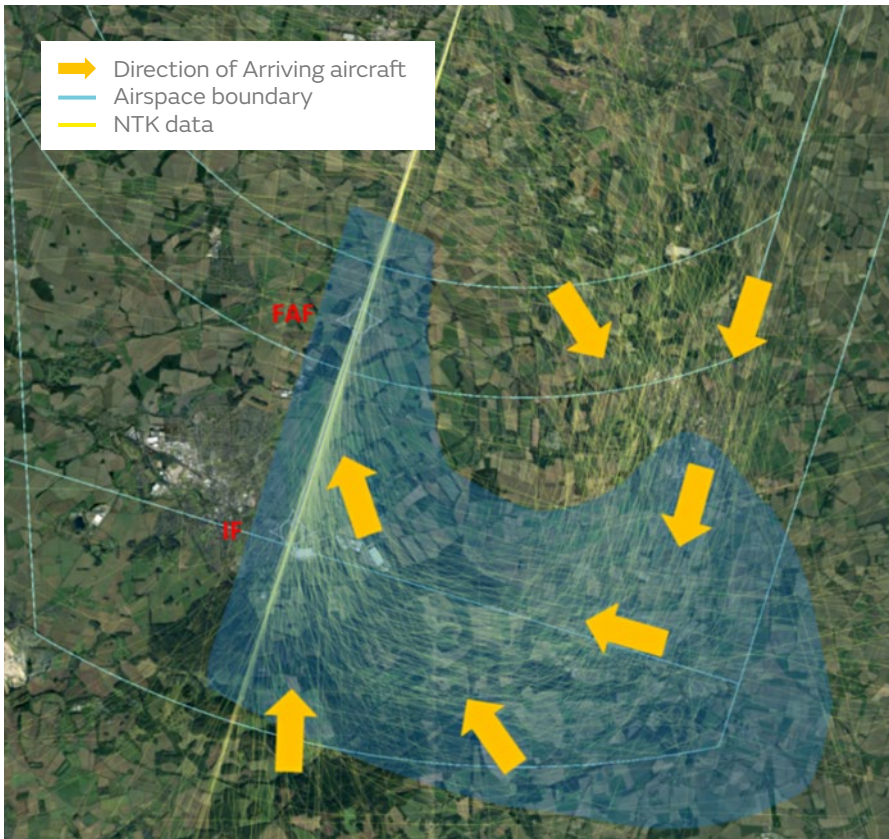 Direction of Arriving aircraft
Airspace boundary
NTK data
FAF
IF